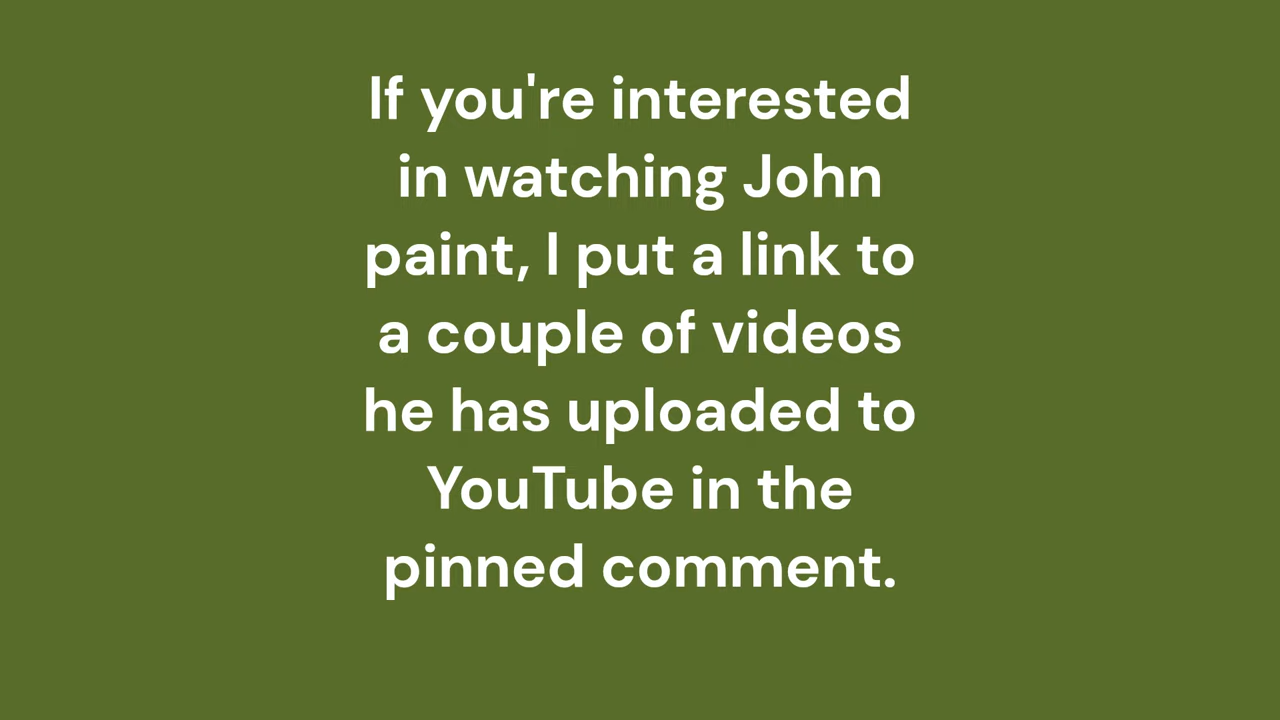 If you're interested
in watching John
paint, I put a link to
a couple of videos
he has uploaded to
YouTube in the
pinned comment.